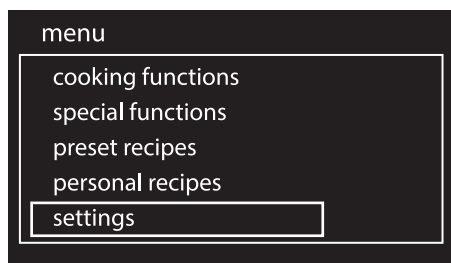 menu
cooking functions
special functions
preset recipes
personal recipes
settings